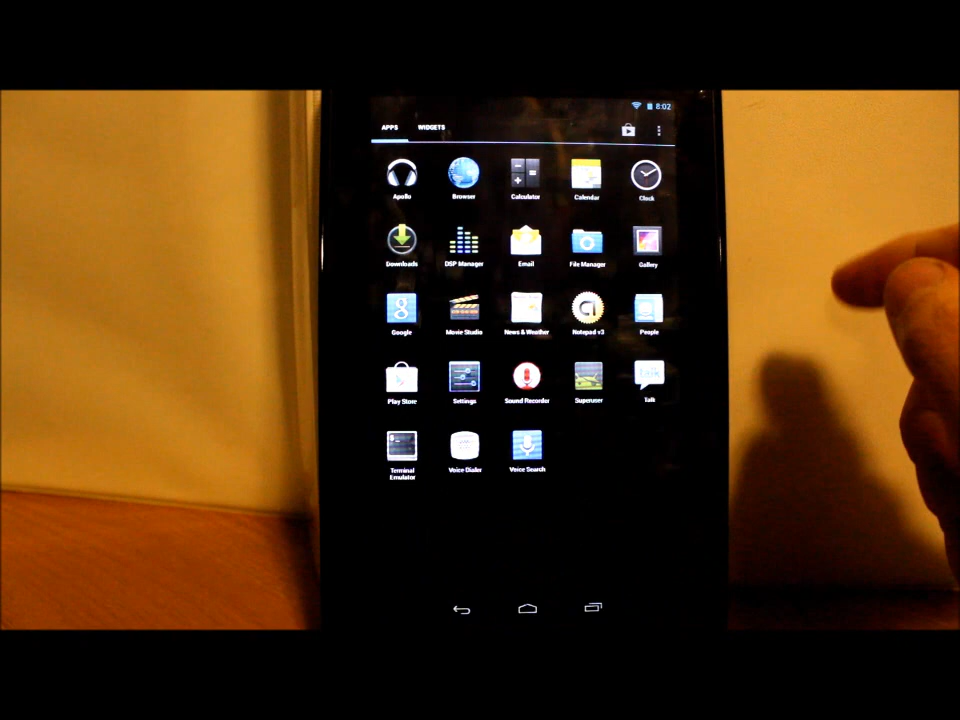 8:02
APPS WIDGETS
Apollo Browser Calculator Calendar Clock
Downloads DSP Manager Email File Manager Gallery
Google Movie Studio News & Weather Notepad v3 People
Play Store Settings Sound Recorder Superuser Talk
Terminal Voice Dialer Voice Search
Emulator